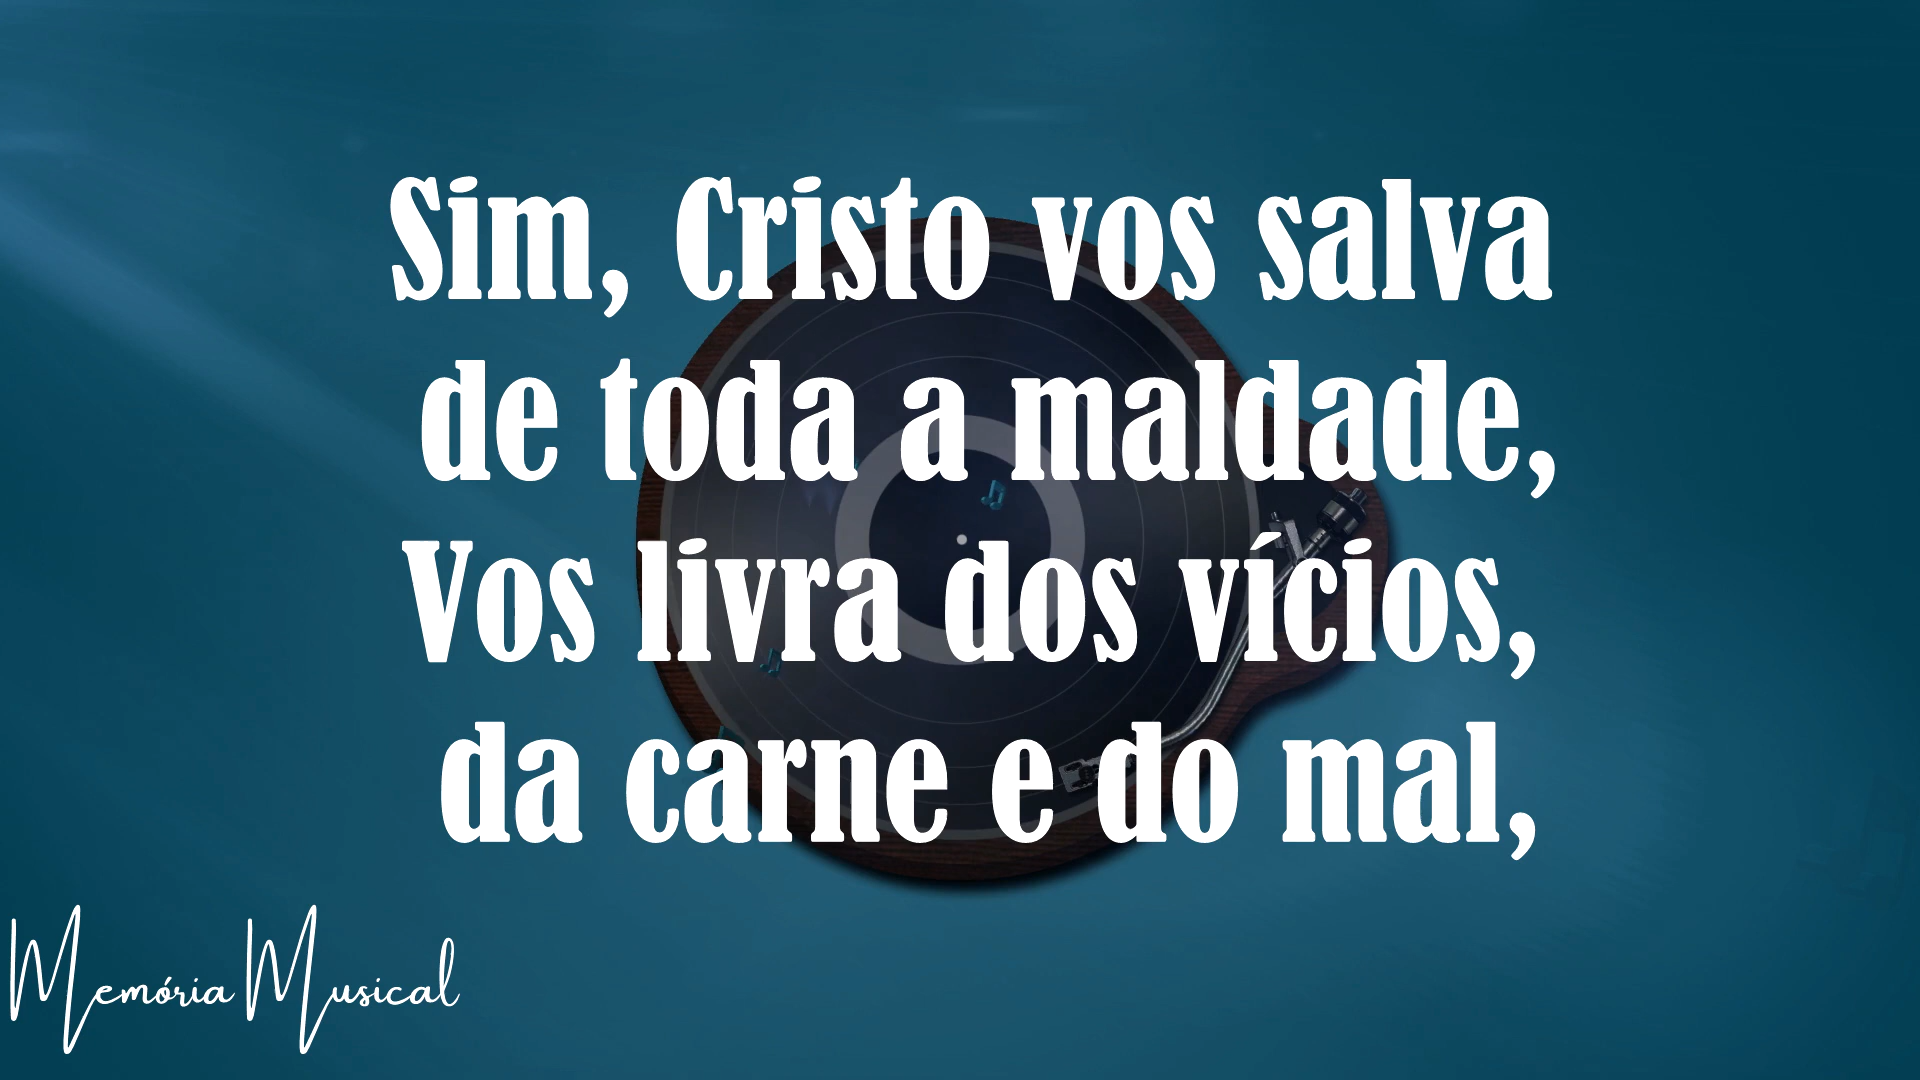 Sim, Cristo vos salva
de toda a maldade,
Vos livra dos vícios,
da carne e do mal,
Memória Musical